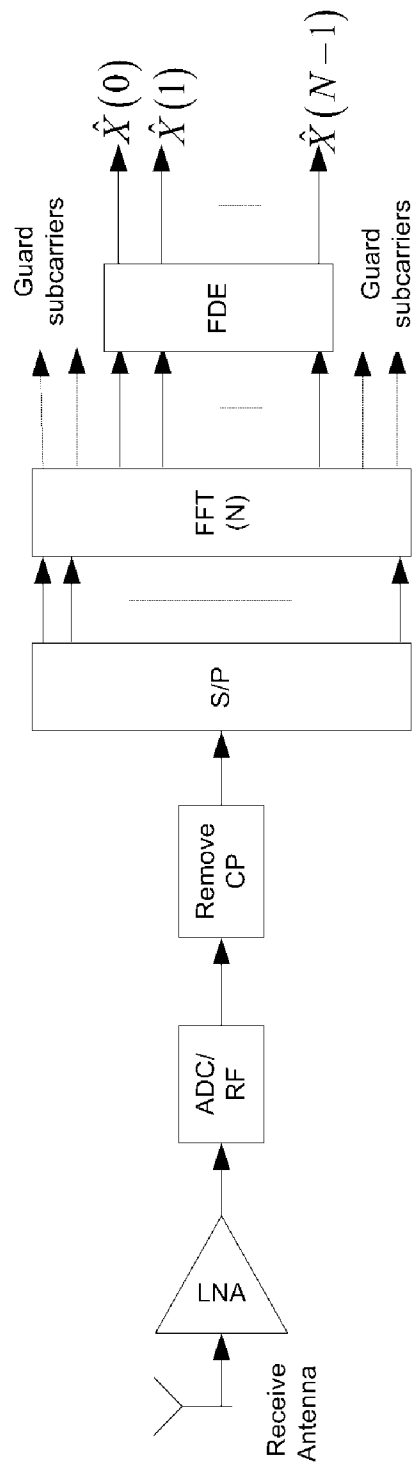 Receive
Antenna
LNA
ADC/
RF
Remove
CP
S/P
FFT
(N)
Guard
subcarriers
FDE
Guard
subcarriers
X̂(0)
X̂(1)
X̂(N−1)